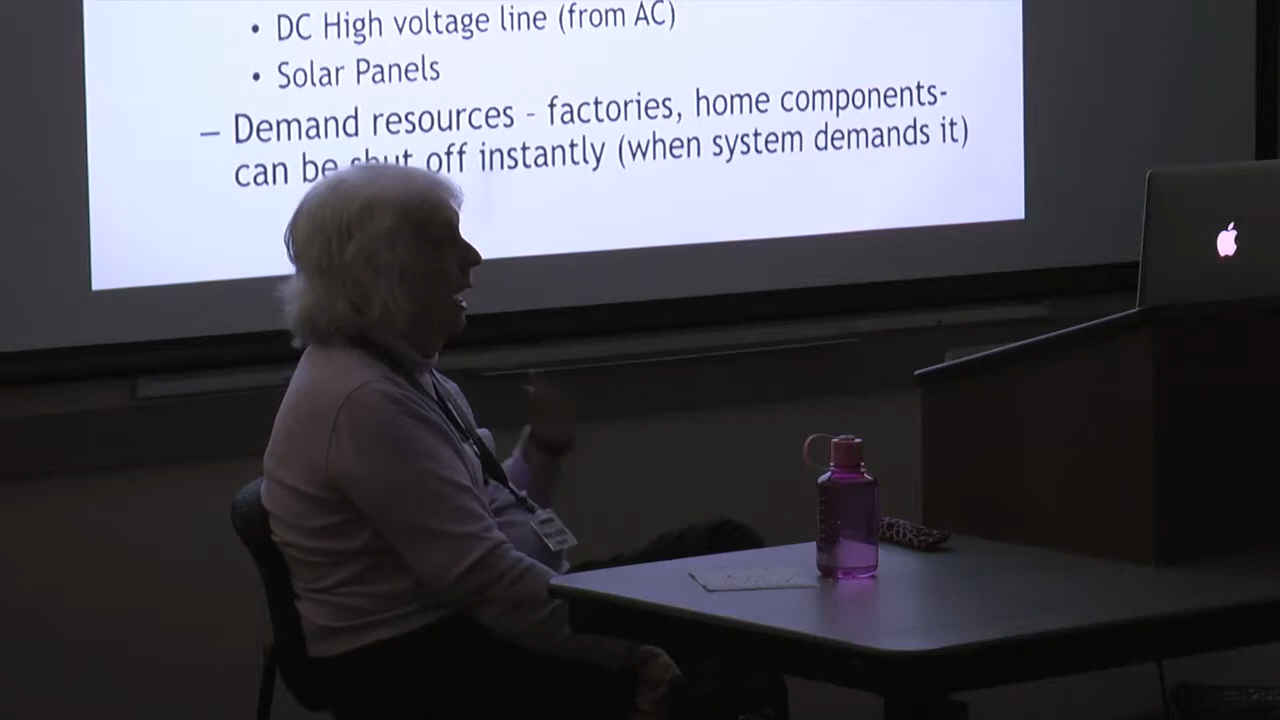 • DC High voltage line (from AC)
• Solar Panels
– Demand resources - factories, home components-
can be shut off instantly (when system demands it)